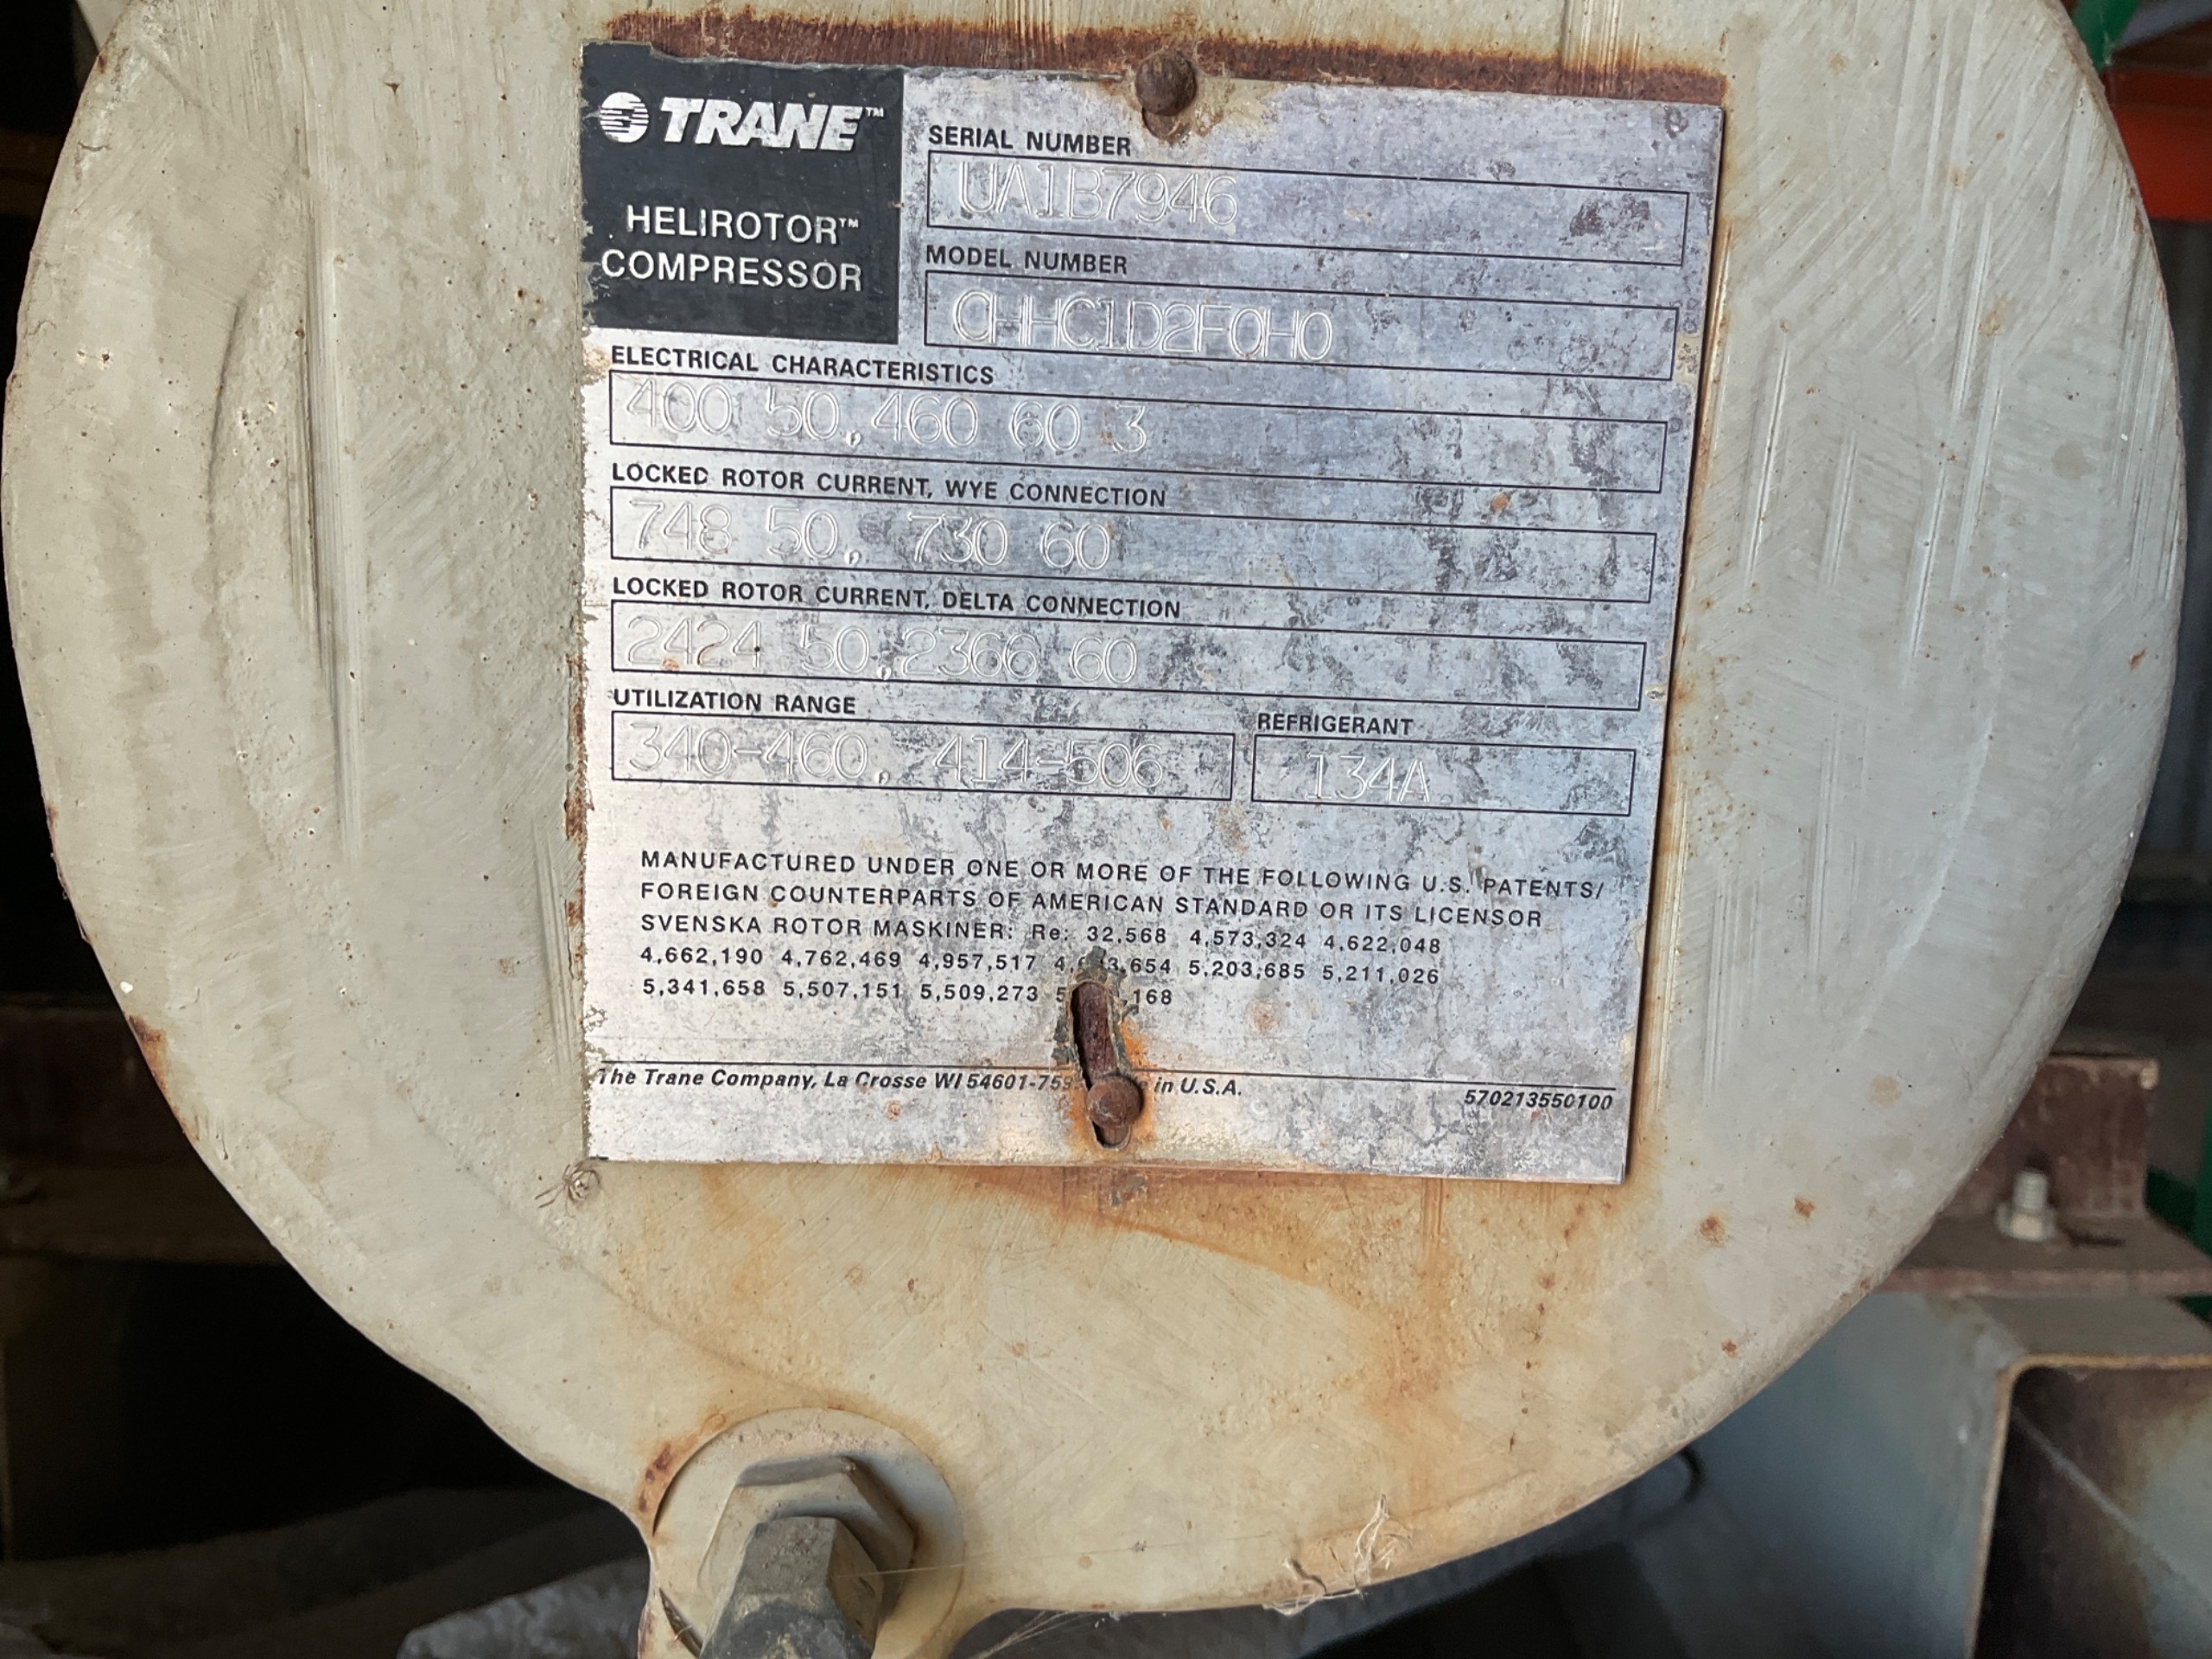 TRANE™
HELIROTOR™
COMPRESSOR
SERIAL NUMBER
UA1B7946
MODEL NUMBER
CHHC1D2F0H0
ELECTRICAL CHARACTERISTICS
400 50, 460 60 3
LOCKED ROTOR CURRENT, WYE CONNECTION
748 50, 730 60
LOCKED ROTOR CURRENT, DELTA CONNECTION
2424 50, 2366 60
UTILIZATION RANGE
340-460, 414-506
REFRIGERANT
134A
MANUFACTURED UNDER ONE OR MORE OF THE FOLLOWING U.S. PATENTS/
FOREIGN COUNTERPARTS OF AMERICAN STANDARD OR ITS LICENSOR
SVENSKA ROTOR MASKINER: Re: 32,568 4,573,324 4,622,048
4,662,190 4,762,469 4,957,517 5,203,685 5,211,026
5,341,658 5,507,151 5,509,273
The Trane Company, La Crosse WI in U.S.A.
570213550100